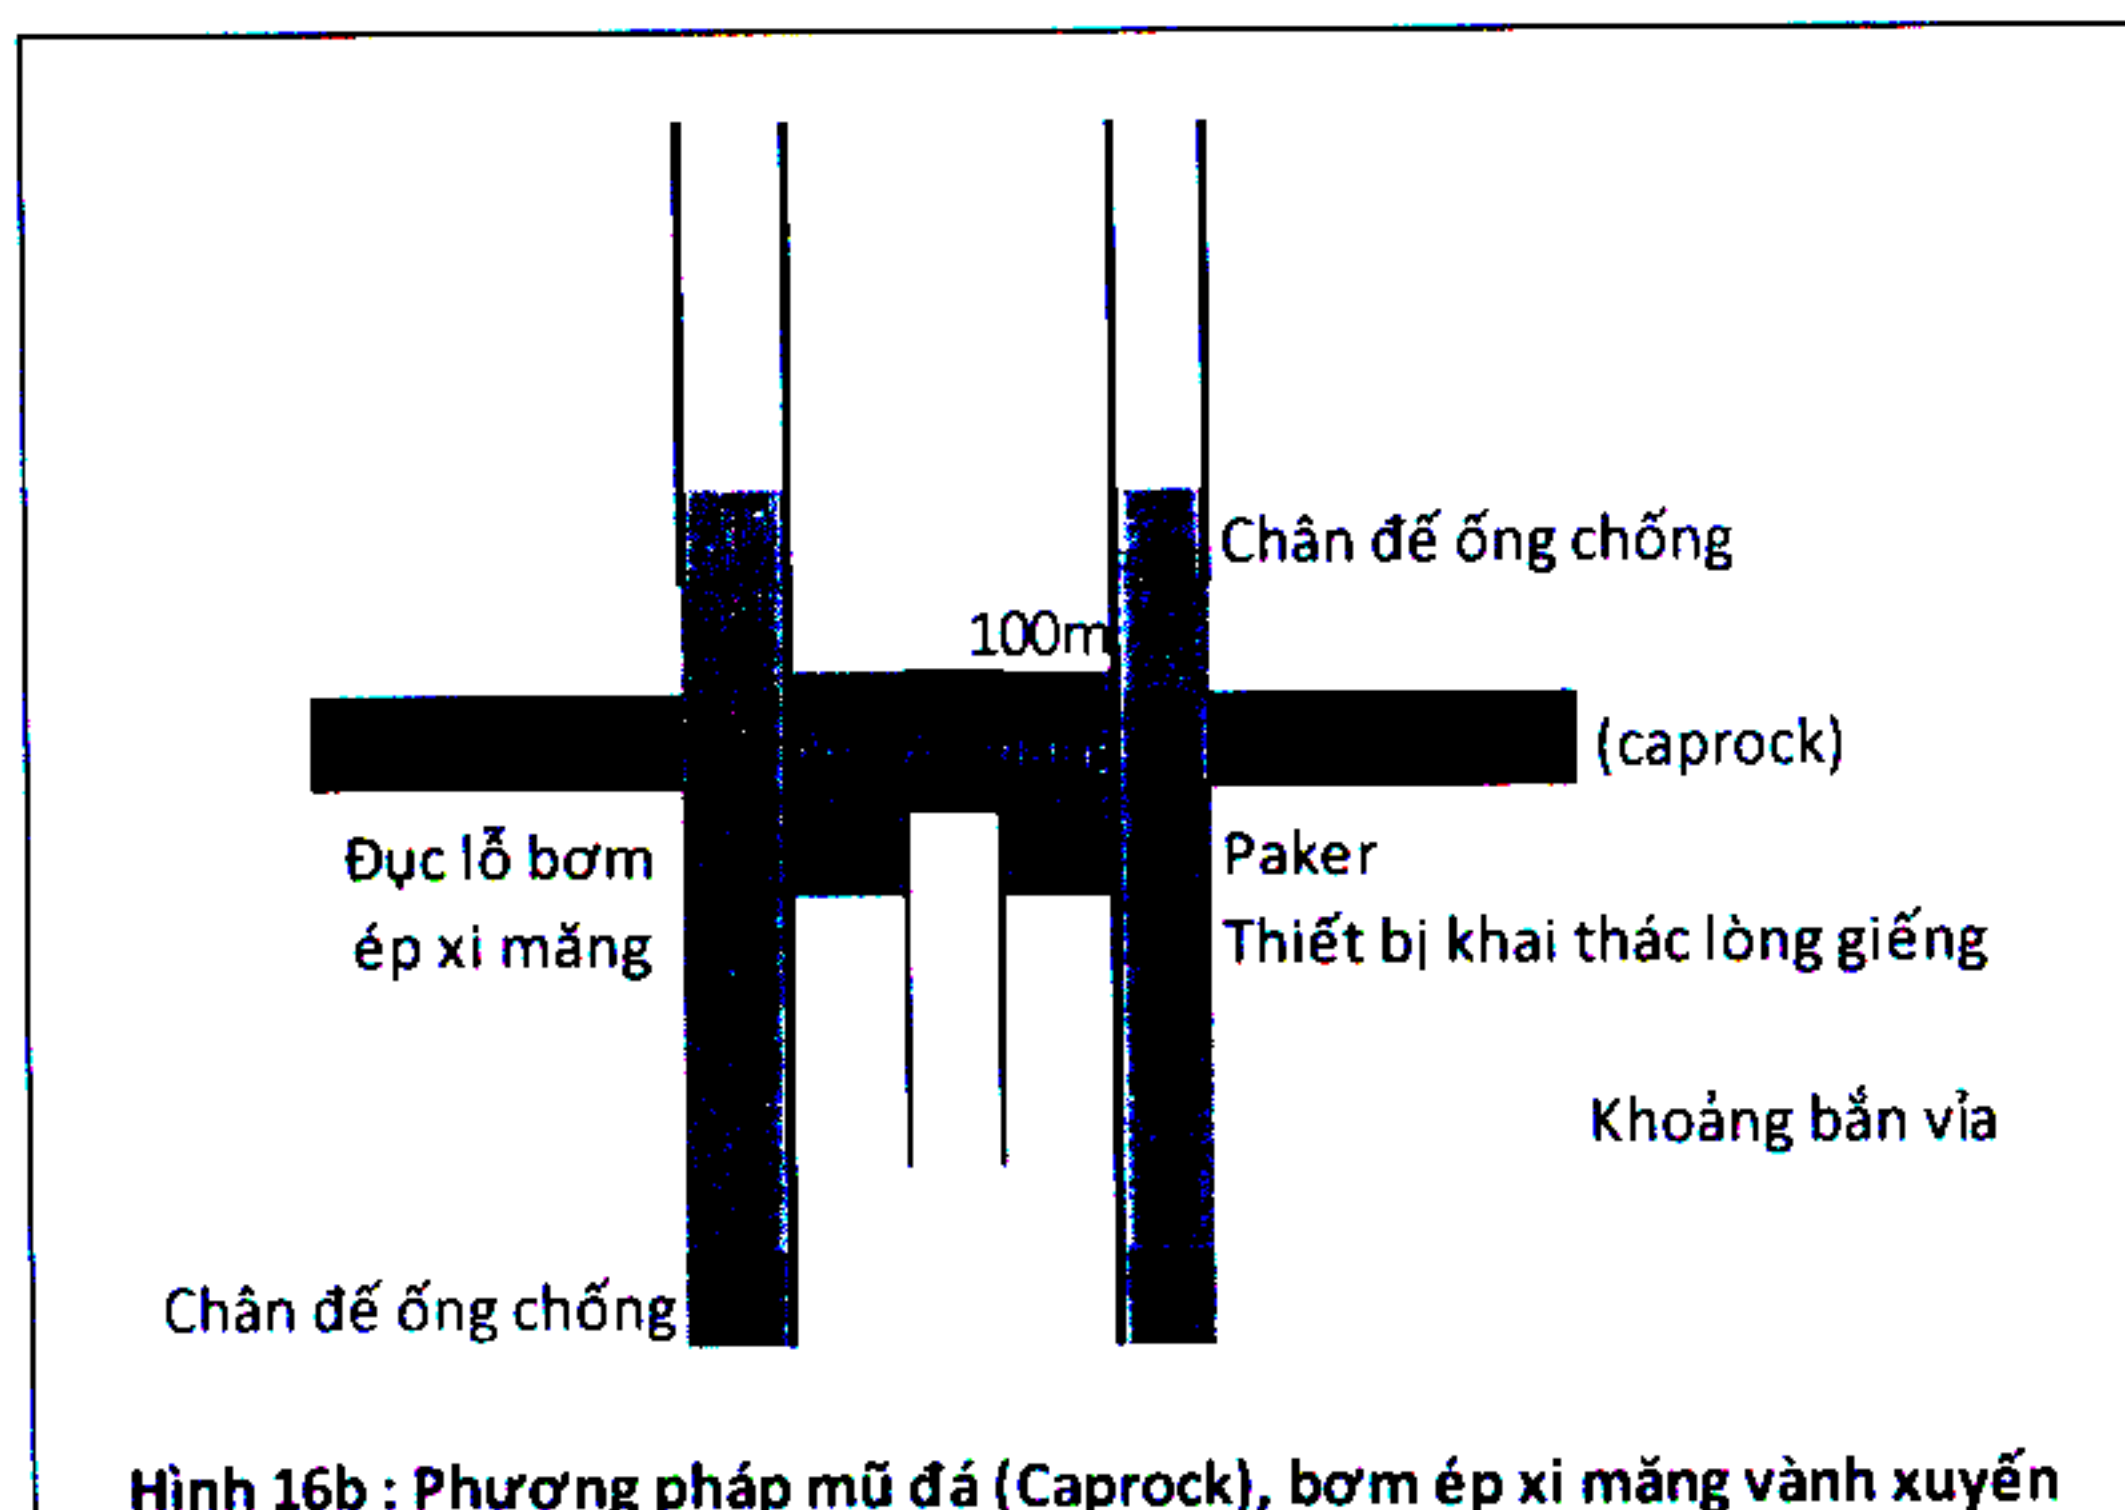 Chân đế ống chống
100m
(caprock)
Đục lỗ bơm
ép xi măng
Paker
Thiết bị khai thác lòng giếng
Khoảng bắn vỉa
Chân đế ống chống
Hình 16b : Phương pháp mũ đá (Caprock), bơm ép xi măng vành xuyến